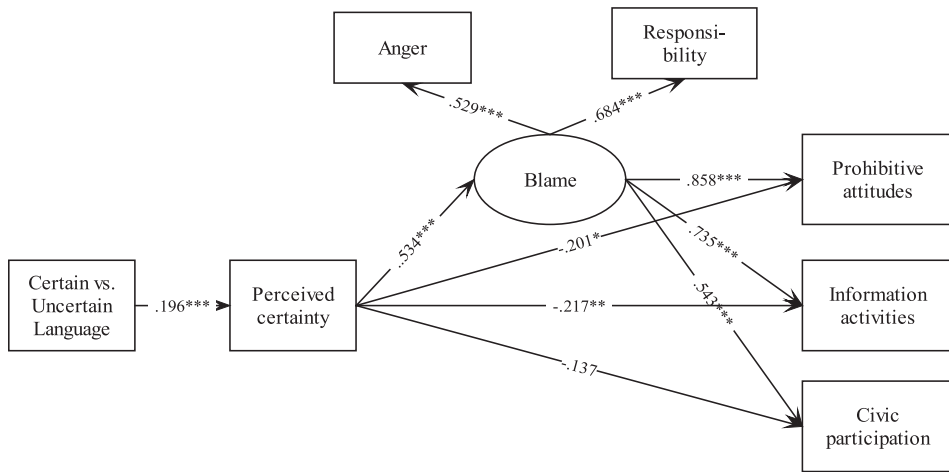 Anger
Responsi-
bility
.529***
.684***
Blame
Prohibitive
attitudes
.858***
..534***
-.201*
.735***
Certain vs.
Uncertain
Language
.196***
Perceived
certainty
-.217**
.543***
Information
activities
-.137
Civic
participation